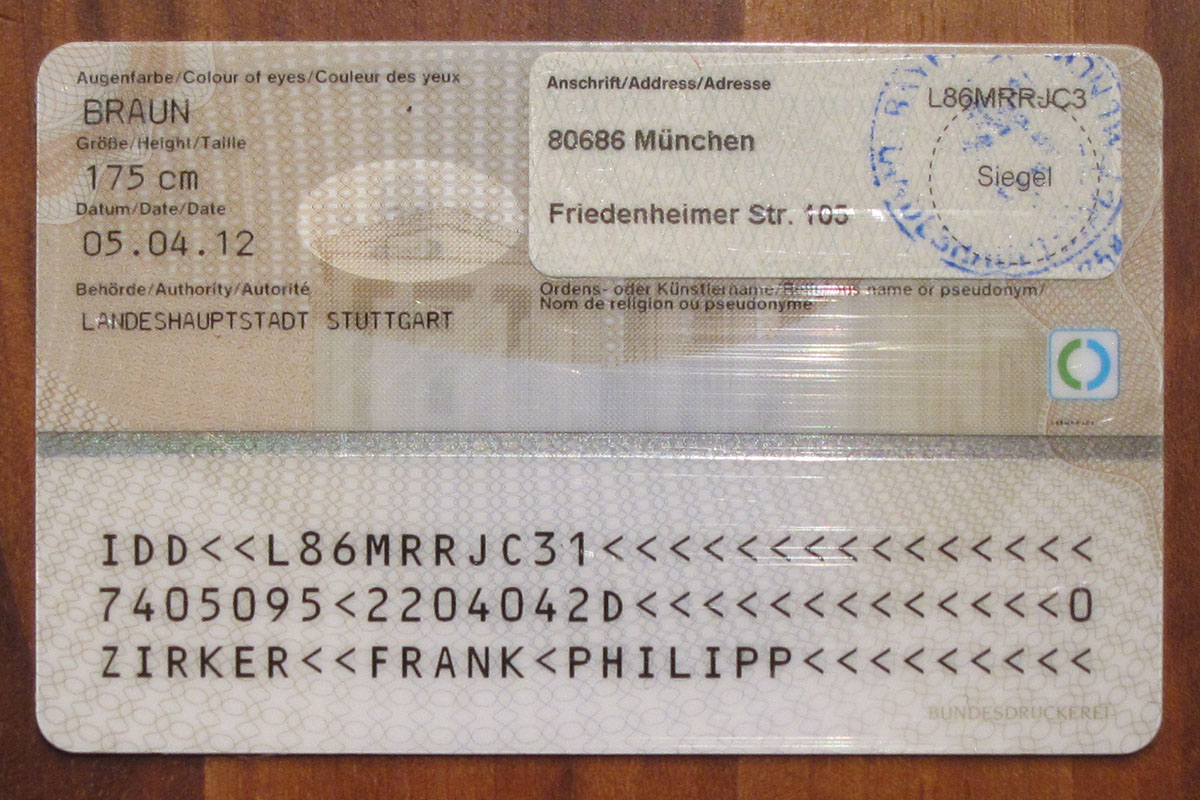 Augenfarbe/Colour of eyes/Couleur des yeux
BRAUN
Größe/Height/Taille
175 cm
Datum/Date/Date
05.04.12
Behörde/Authority/Autorité
LANDESHAUPTSTADT STUTTGART
Anschrift/Address/Adresse
80686 München
Friedenheimer Str. 105
L86MRRJC3
Siegel
Ordens- oder Künstlername/Religious name or pseudonym/
Nom de religion ou pseudonyme
IDD<<L86MRRJC31<<<<<<<<<<<<<<<
7405095<2204042D<<<<<<<<<<<<<0
ZIRKER<<FRANK<PHILIPP<<<<<<<<<
BUNDESDRUCKEREI